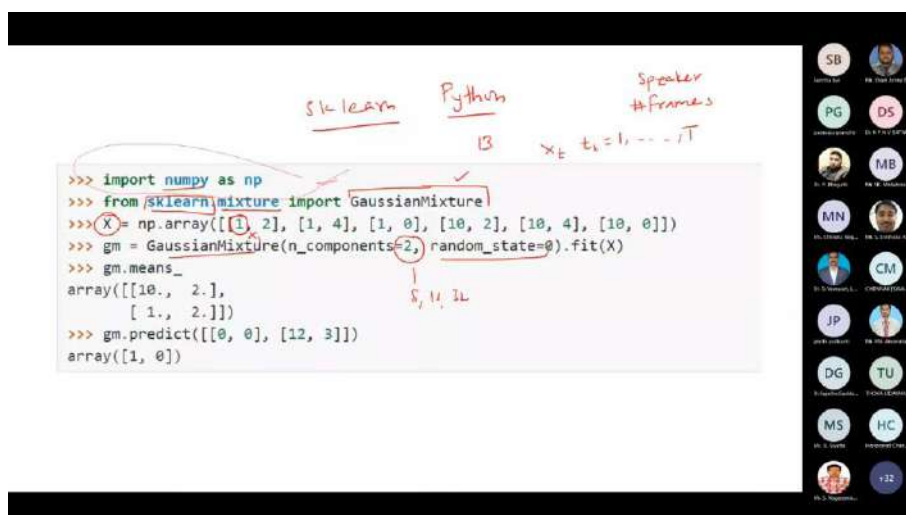 Speaker
sklearn Python #frames
13 x_t t = 1, ----, T
>>> import numpy as np
>>> from sklearn.mixture import GaussianMixture
>>> X = np.array([[1, 2], [1, 4], [1, 0], [10, 2], [10, 4], [10, 0]])
>>> gm = GaussianMixture(n_components=2, random_state=0).fit(X)
>>> gm.means_
array([[10., 2.],
[ 1., 2.]])
>>> gm.predict([[0, 0], [12, 3]])
array([1, 0])
SB
PG
DS
MB
MN
CM
JP
DG
TU
MS
HC
+32